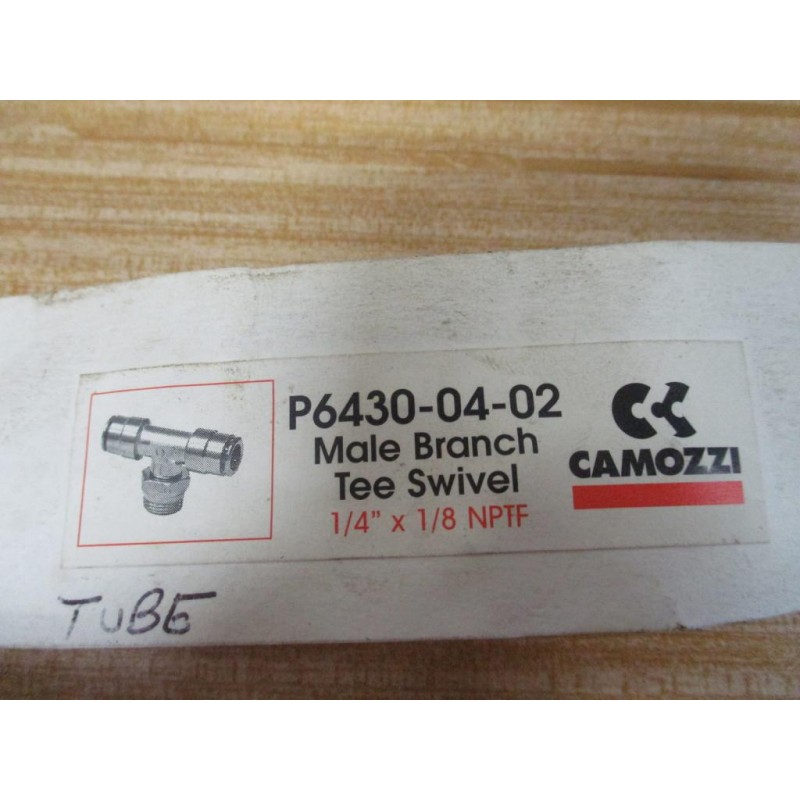 P6430-04-02
Male Branch
Tee Swivel
1/4" x 1/8 NPTF
CAMOZZI
TUBE